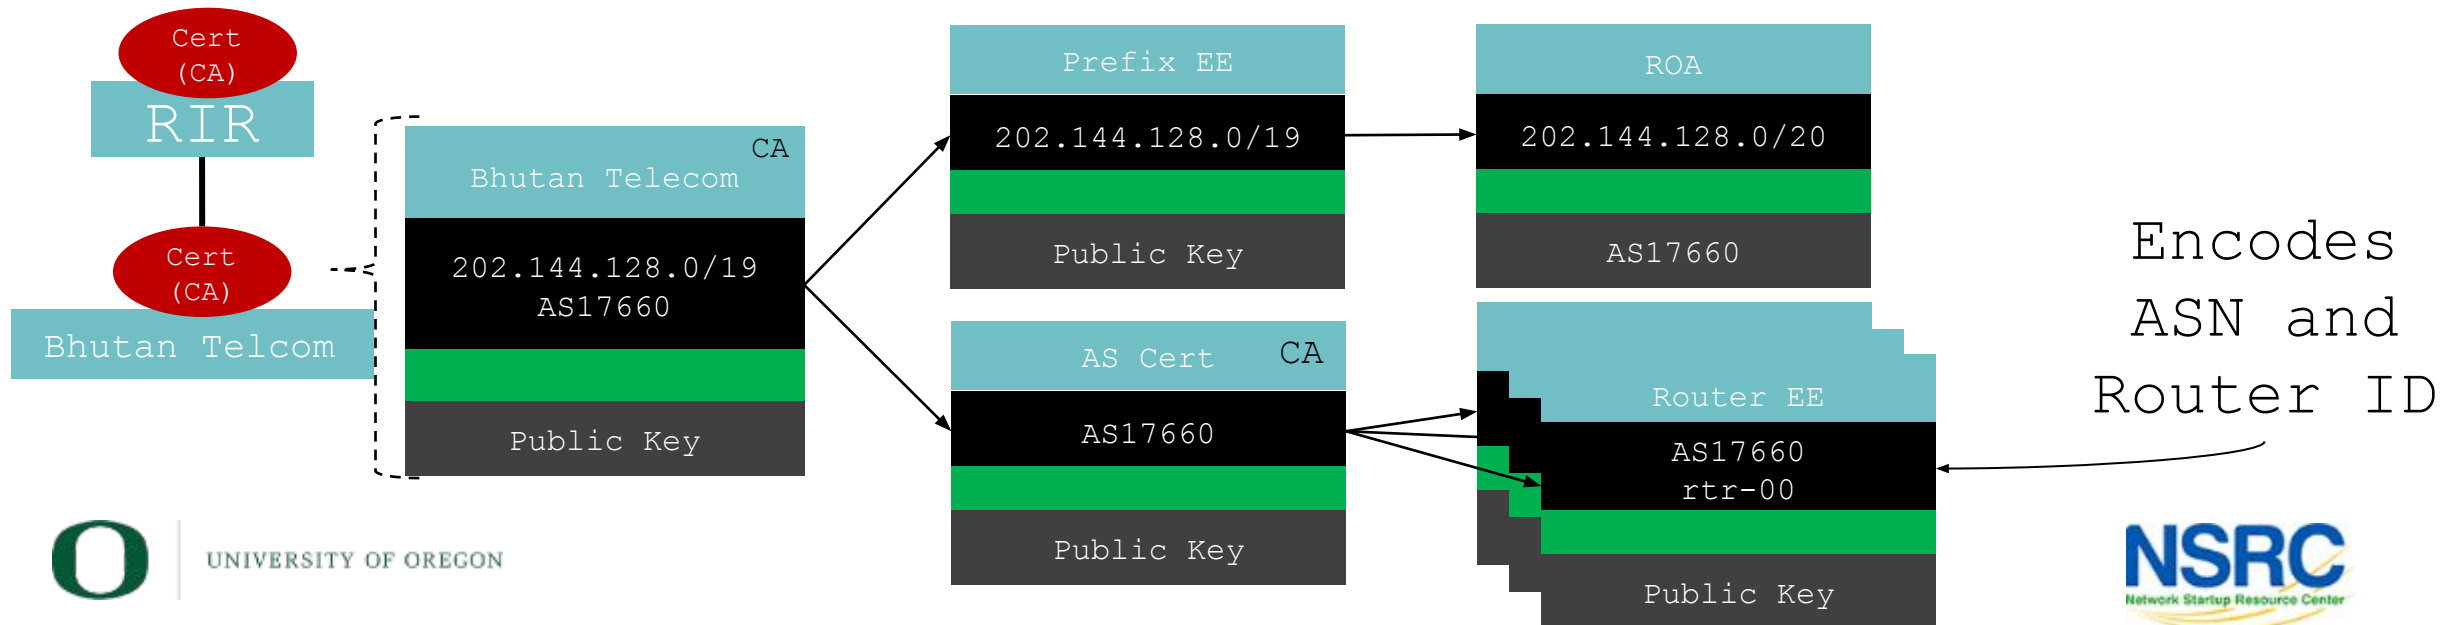 Cert
(CA)
RIR
Cert
(CA)
Bhutan Telcom
CA
Bhutan Telecom
202.144.128.0/19
AS17660
Public Key
Prefix EE
202.144.128.0/19
Public Key
ROA
202.144.128.0/20
AS17660
AS Cert
CA
AS17660
Public Key
Router EE
AS17660
rtr-00
Public Key
Encodes
ASN and
Router ID
O
UNIVERSITY OF OREGON
NSRC
Network Startup Resource Center